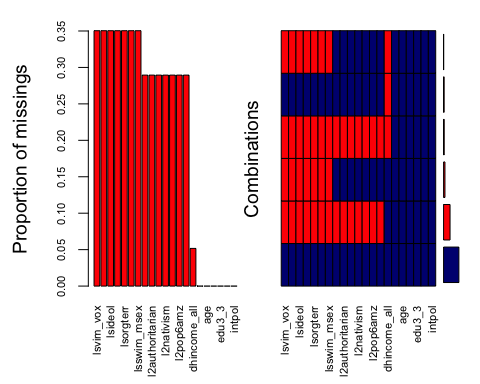 Proportion of missings
0.35
0.30
0.25
0.20
0.15
0.10
0.05
0.00
lsvim_vox
lsideol
lsorgterr
lsswim_msex
l2authoritarian
l2nativism
l2pop6amz
dhincome_all
age
edu3_3
intpol
Combinations
lsvim_vox
lsideol
lsorgterr
lsswim_msex
l2authoritarian
l2nativism
l2pop6amz
dhincome_all
age
edu3_3
intpol